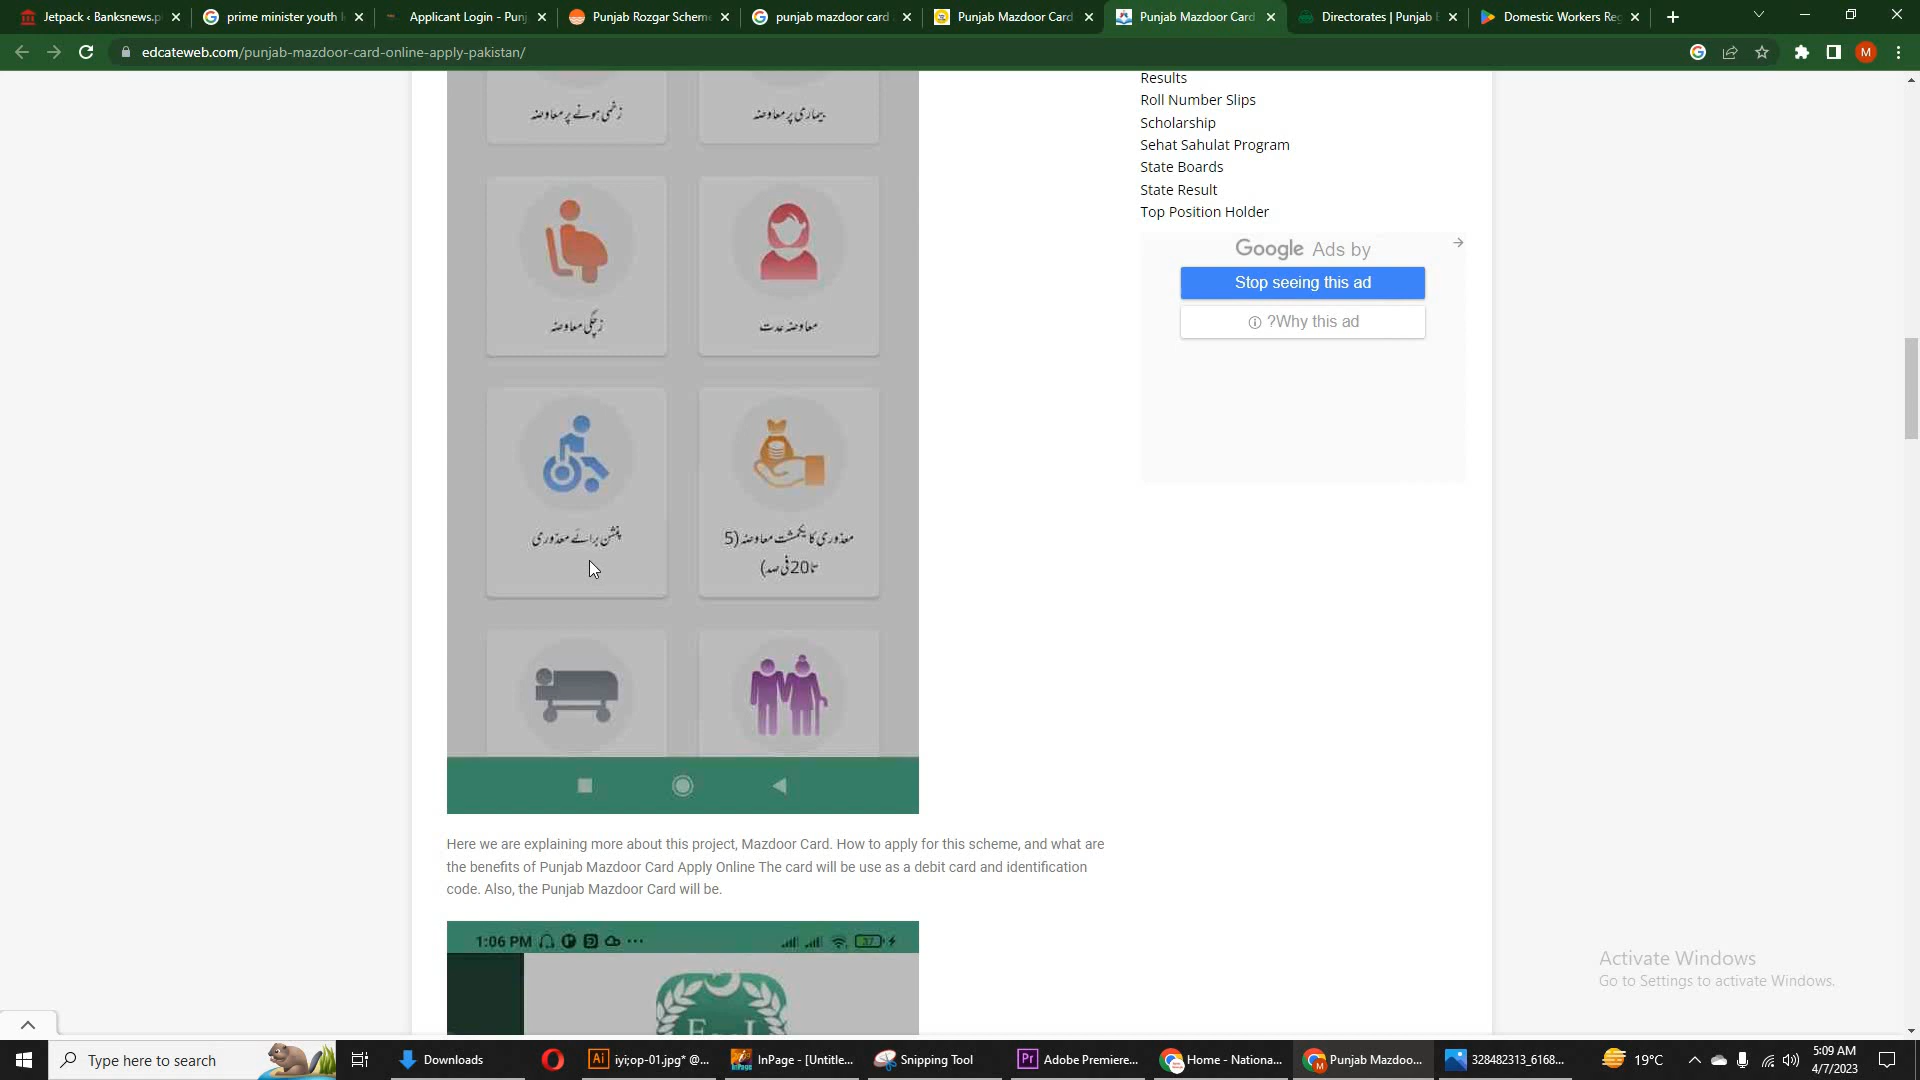 Jetpack ‹ Banksnews.p
prime minister youth l
Applicant Login - Punj
Punjab Rozgar Scheme
punjab mazdoor card
Punjab Mazdoor Card
Punjab Mazdoor Card
Directorates | Punjab E
Domestic Workers Reg
edcateweb.com/punjab-mazdoor-card-online-apply-pakistan/
M
زخمی ہونے پر معاوضہ
بیماری پر معاوضہ
زچگی معاوضہ
معاوضہ عدت
پنشن برائے معذوری
معذوری کا یکمشت معاوضہ (5
تا 20 فی صد)
Here we are explaining more about this project, Mazdoor Card. How to apply for this scheme, and what are
the benefits of Punjab Mazdoor Card Apply Online The card will be use as a debit card and identification
code. Also, the Punjab Mazdoor Card will be.
1:06 PM
37
Results
Roll Number Slips
Scholarship
Sehat Sahulat Program
State Boards
State Result
Top Position Holder
Google Ads by
Stop seeing this ad
?Why this ad
Activate Windows
Go to Settings to activate Windows.
Type here to search
Downloads
Ai iyi;op-01.jpg* @...
InPage - [Untitle...
Snipping Tool
Pr Adobe Premiere...
Home - Nationa...
Punjab Mazdoo...
328482313_6168...
19°C
5:09 AM
4/7/2023